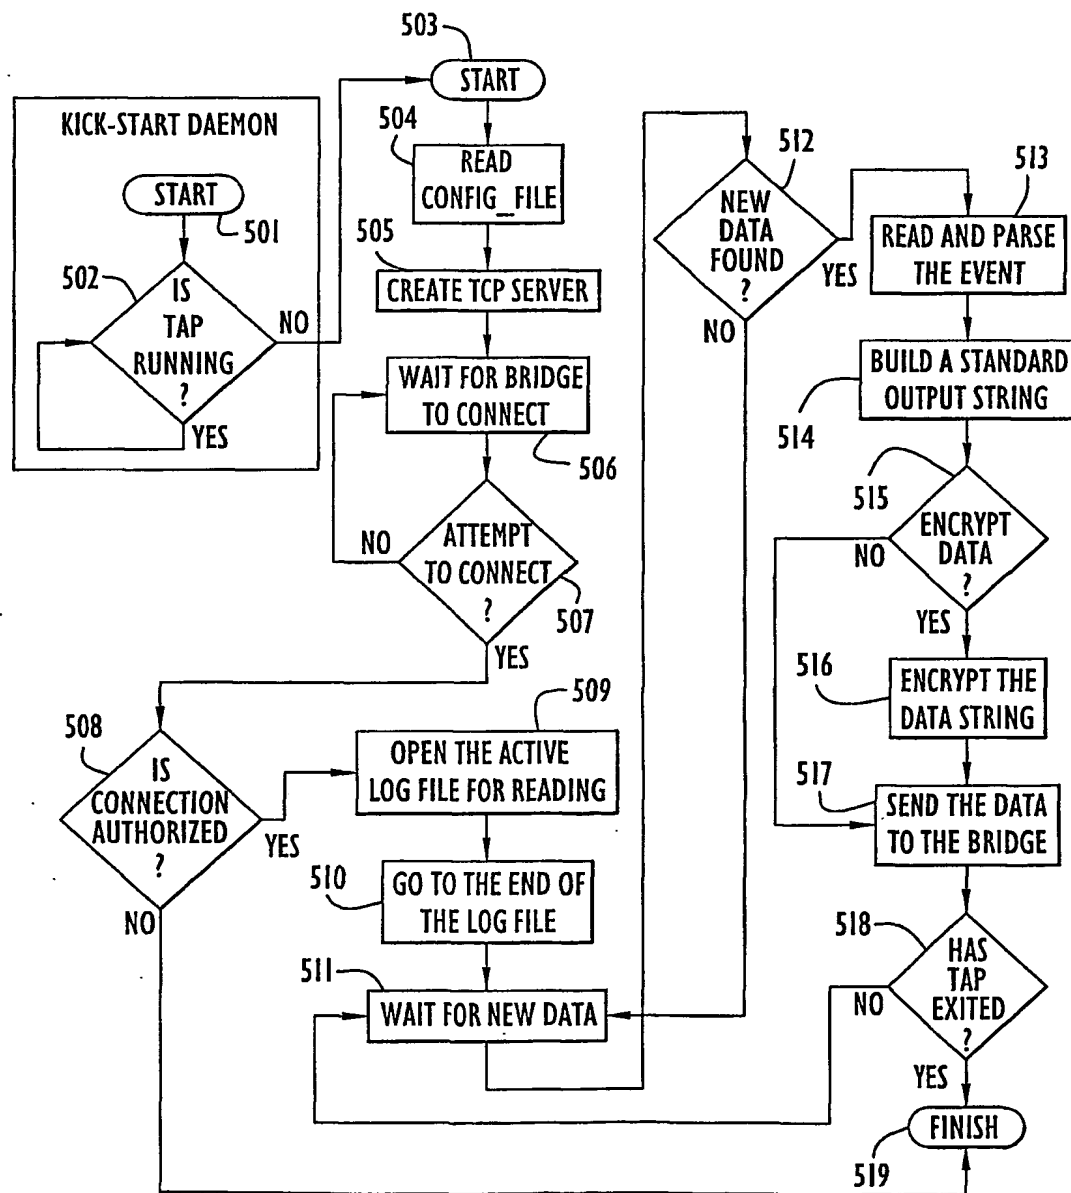 KICK-START DAEMON
START
501
502
IS
TAP
RUNNING
?
NO
YES
503
START
504
READ
CONFIG_FILE
505
CREATE TCP SERVER
WAIT FOR BRIDGE
TO CONNECT
506
ATTEMPT
TO CONNECT
?
NO
507
YES
508
IS
CONNECTION
AUTHORIZED
?
YES
NO
509
OPEN THE ACTIVE
LOG FILE FOR READING
510
GO TO THE END OF
THE LOG FILE
511
WAIT FOR NEW DATA
512
NEW
DATA
FOUND
?
YES
NO
513
READ AND PARSE
THE EVENT
BUILD A STANDARD
OUTPUT STRING
514
515
ENCRYPT
DATA
?
NO
YES
516
ENCRYPT THE
DATA STRING
517
SEND THE DATA
TO THE BRIDGE
518
HAS
TAP
EXITED
?
NO
YES
FINISH
519